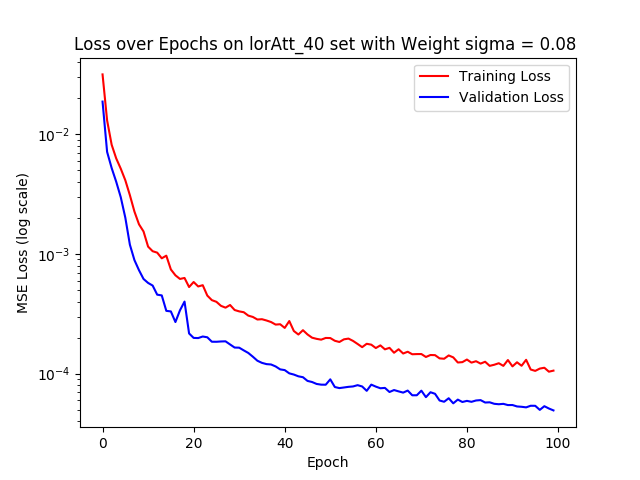 Loss over Epochs on lorAtt_40 set with Weight sigma = 0.08
Training Loss
Validation Loss
MSE Loss (log scale)
10⁻²
10⁻³
10⁻⁴
0 20 40 60 80 100
Epoch